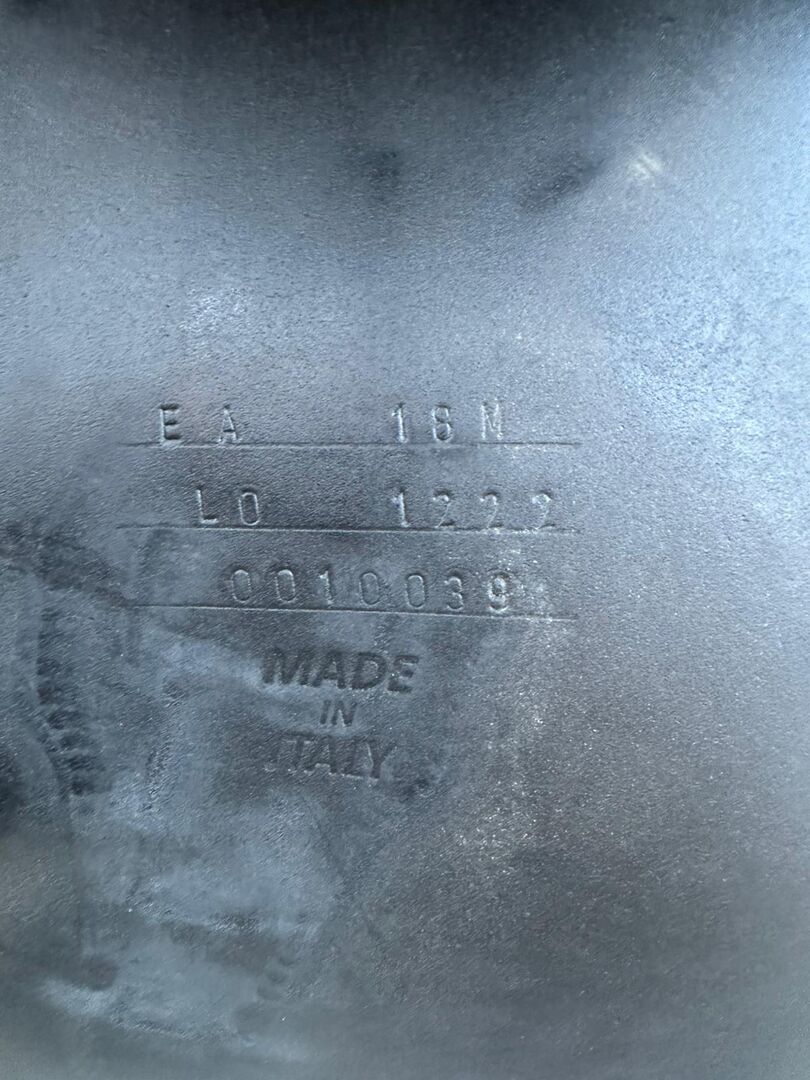 EA 18M
LO 1222
0010039
MADE
IN
ITALY